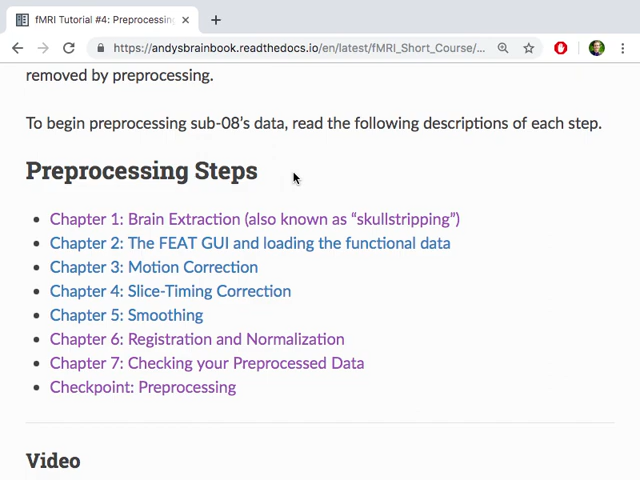 fMRI Tutorial #4: Preprocessing
https://andysbrainbook.readthedocs.io/en/latest/fMRI_Short_Course/...
removed by preprocessing.
To begin preprocessing sub-08's data, read the following descriptions of each step.
Preprocessing Steps
Chapter 1: Brain Extraction (also known as “skullstripping”)
Chapter 2: The FEAT GUI and loading the functional data
Chapter 3: Motion Correction
Chapter 4: Slice-Timing Correction
Chapter 5: Smoothing
Chapter 6: Registration and Normalization
Chapter 7: Checking your Preprocessed Data
Checkpoint: Preprocessing
Video